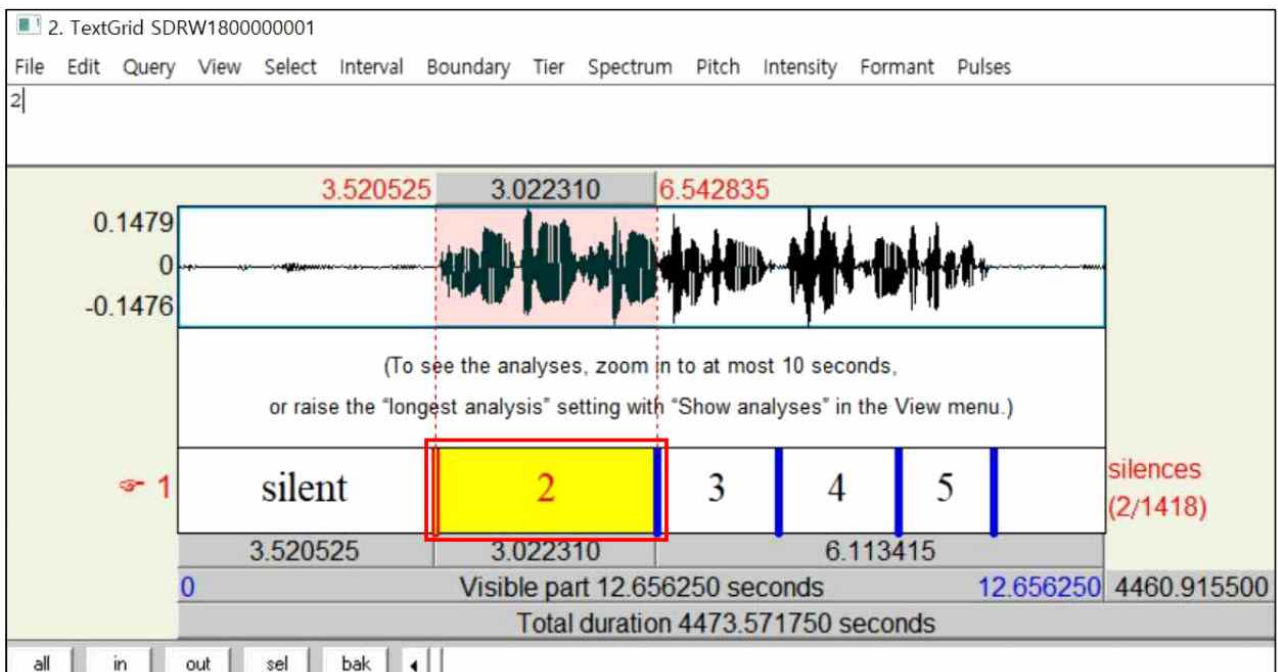 2. TextGrid SDRW1800000001
File Edit Query View Select Interval Boundary Tier Spectrum Pitch Intensity Formant Pulses
2
3.520525 3.022310 6.542835
0.1479
0
-0.1476
(To see the analyses, zoom in to at most 10 seconds,
or raise the “longest analysis” setting with “Show analyses” in the View menu.)
☞ 1 silent 2 3 4 5 silences
(2/1418)
3.520525 3.022310 6.113415
0 Visible part 12.656250 seconds 12.656250 4460.915500
Total duration 4473.571750 seconds
all in out sel bak